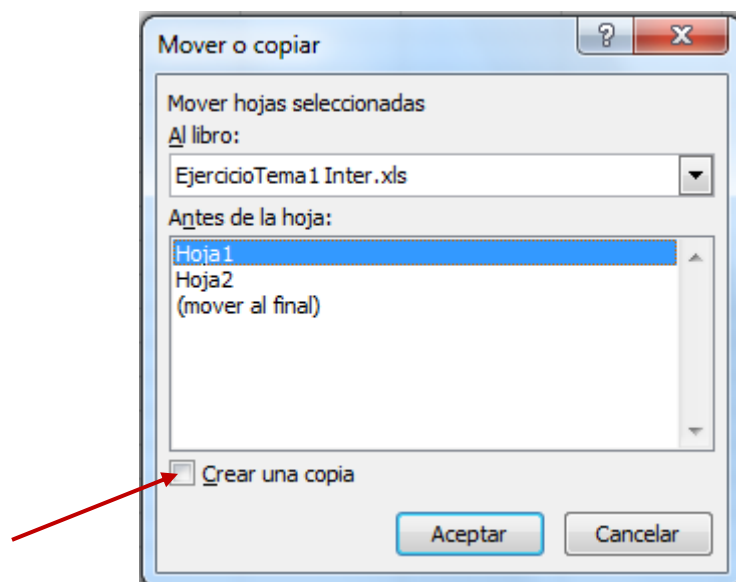 Mover o copiar
Mover hojas seleccionadas
Al libro:
EjercicioTema1 Inter.xls
Antes de la hoja:
Hoja1
Hoja2
(mover al final)
Crear una copia
Aceptar
Cancelar